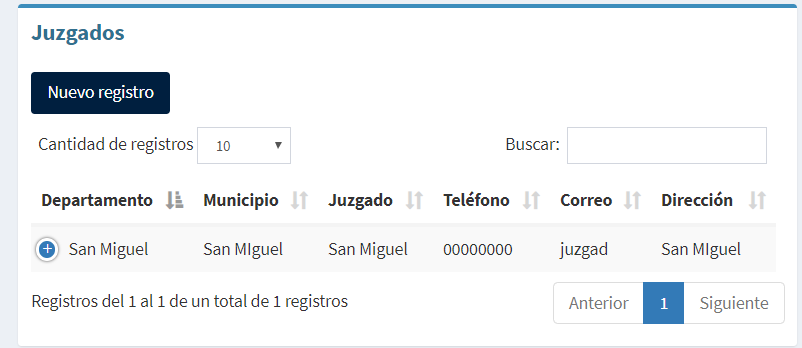 Juzgados
Nuevo registro
Cantidad de registros 10 Buscar:
Departamento Municipio Juzgado Teléfono Correo Dirección
San Miguel San MIguel San Miguel 00000000 juzgad San MIguel
Registros del 1 al 1 de un total de 1 registros Anterior 1 Siguiente